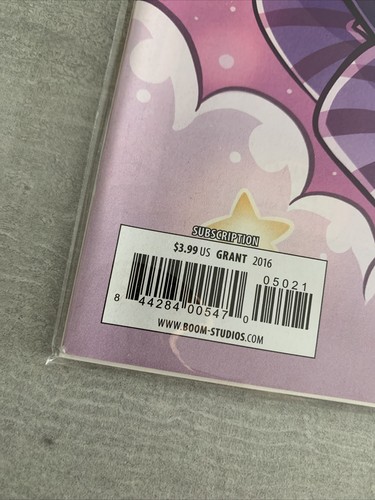 SUBSCRIPTION
$3.99 US GRANT 2016
05021
8 44284 00547 0
WWW.BOOM-STUDIOS.COM